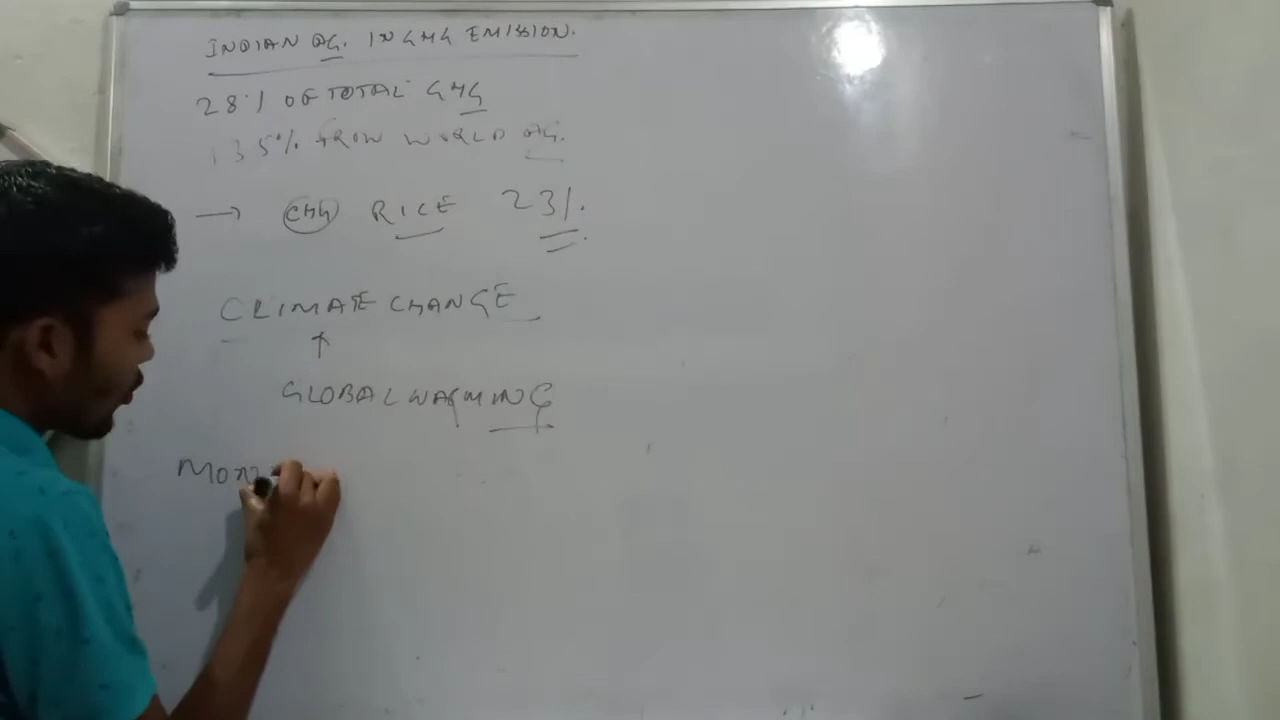 INDIAN AG. IN GHG EMISSION.
28% OF TOTAL GHG
13.5% FROM WORLD AG.
→ CH4 RICE 23%.
CLIMATE CHANGE
↑
GLOBAL WARMING
Mon